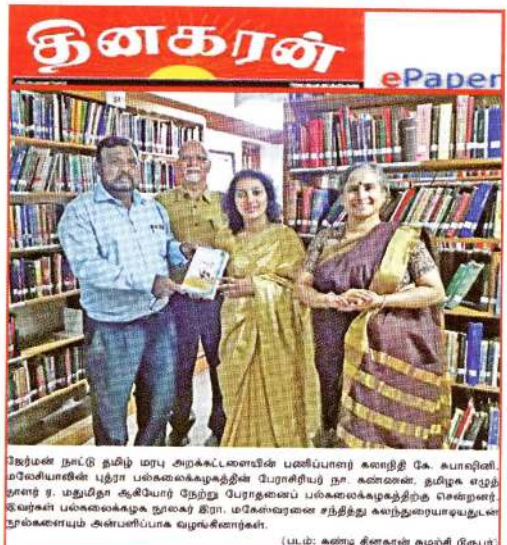 தினகரன்
ePaper
ஜேர்மன் நாட்டு தமிழ் மரபு அறக்கட்டளையின் பணிப்பாளர் கலாநிதி கே. சுபாஷினி,
மலேசியாவின் புத்ரா பல்கலைக்கழகத்தின் பேராசிரியர் நா. கண்ணன், தமிழக எழுத்
தாளர் ஏ. மதுமிதா ஆகியோர் நேற்று பேராதனைப் பல்கலைக்கழகத்திற்கு சென்றனர்.
இவர்கள் பல்கலைக்கழக நூலகர் இரா. மகேஸ்வரனை சந்தித்து கலந்துரையாடியதுடன்
நூல்களையும் அன்பளிப்பாக வழங்கினார்கள்.
(படம்: கண்டி தினகரன் சுழற்சி நிருபர்)